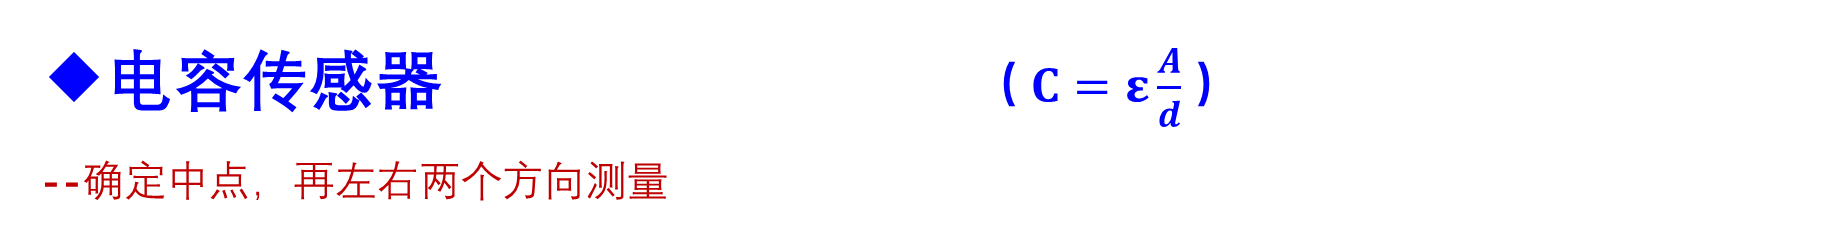 ◆电容传感器 ( C = ε A/d )
--确定中点，再左右两个方向测量